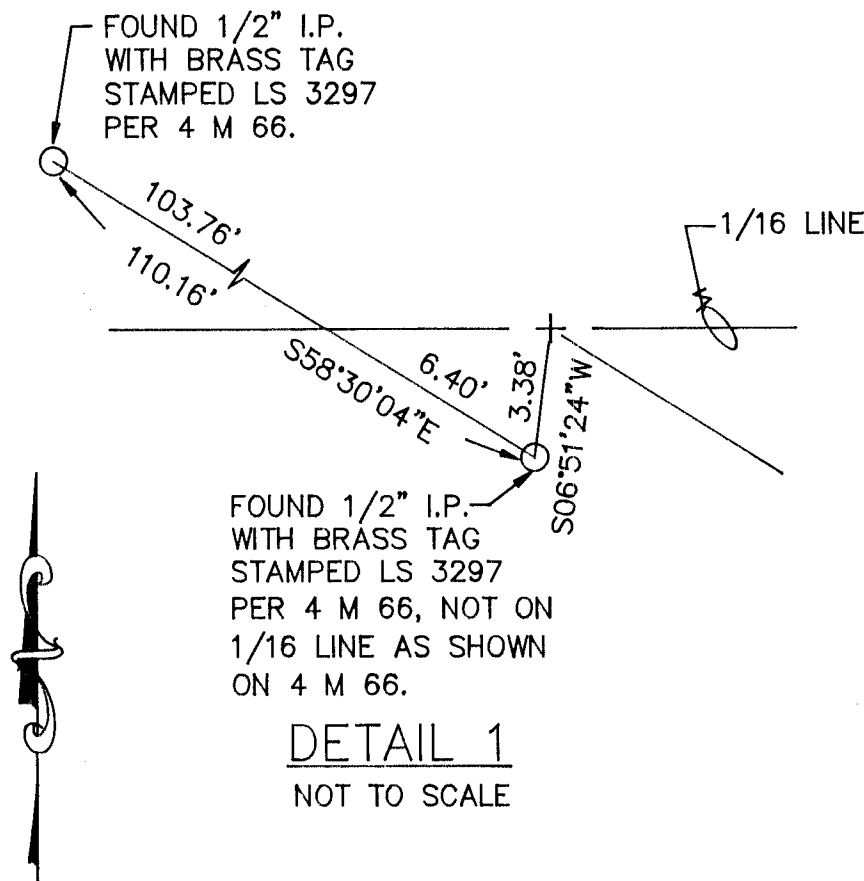 FOUND 1/2" I.P.
WITH BRASS TAG
STAMPED LS 3297
PER 4 M 66.
103.76'
110.16'
1/16 LINE
S58°30'04"E
6.40'
3.38'
S06°51'24"W
FOUND 1/2" I.P.
WITH BRASS TAG
STAMPED LS 3297
PER 4 M 66, NOT ON
1/16 LINE AS SHOWN
ON 4 M 66.
DETAIL 1
NOT TO SCALE